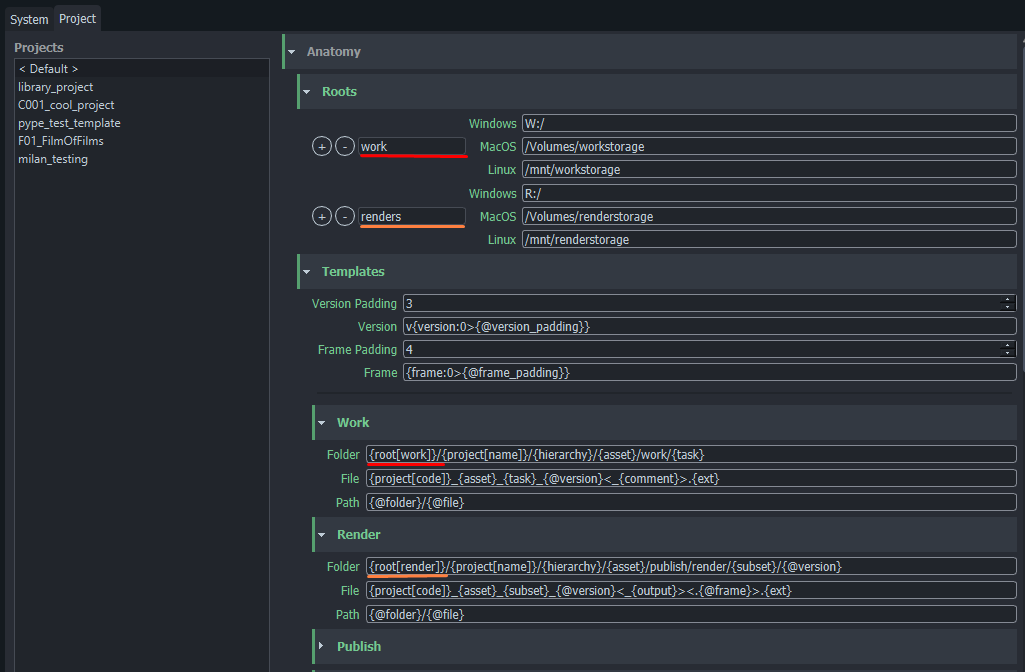 System Project
Projects
< Default >
library_project
C001_cool_project
pype_test_template
F01_FilmOfFilms
milan_testing
Anatomy
Roots
Windows W:/
+ - work MacOS /Volumes/workstorage
Linux /mnt/workstorage
Windows R:/
+ - renders MacOS /Volumes/renderstorage
Linux /mnt/renderstorage
Templates
Version Padding 3
Version v{version:0>{@version_padding}}
Frame Padding 4
Frame {frame:0>{@frame_padding}}
Work
Folder {root[work]}/{project[name]}/{hierarchy}/{asset}/work/{task}
File {project[code]}_{asset}_{task}_{@version}<_{comment}>.{ext}
Path {@folder}/{@file}
Render
Folder {root[render]}/{project[name]}/{hierarchy}/{asset}/publish/render/{subset}/{@version}
File {project[code]}_{asset}_{subset}_{@version}<_{output}><.{@frame}>.{ext}
Path {@folder}/{@file}
Publish